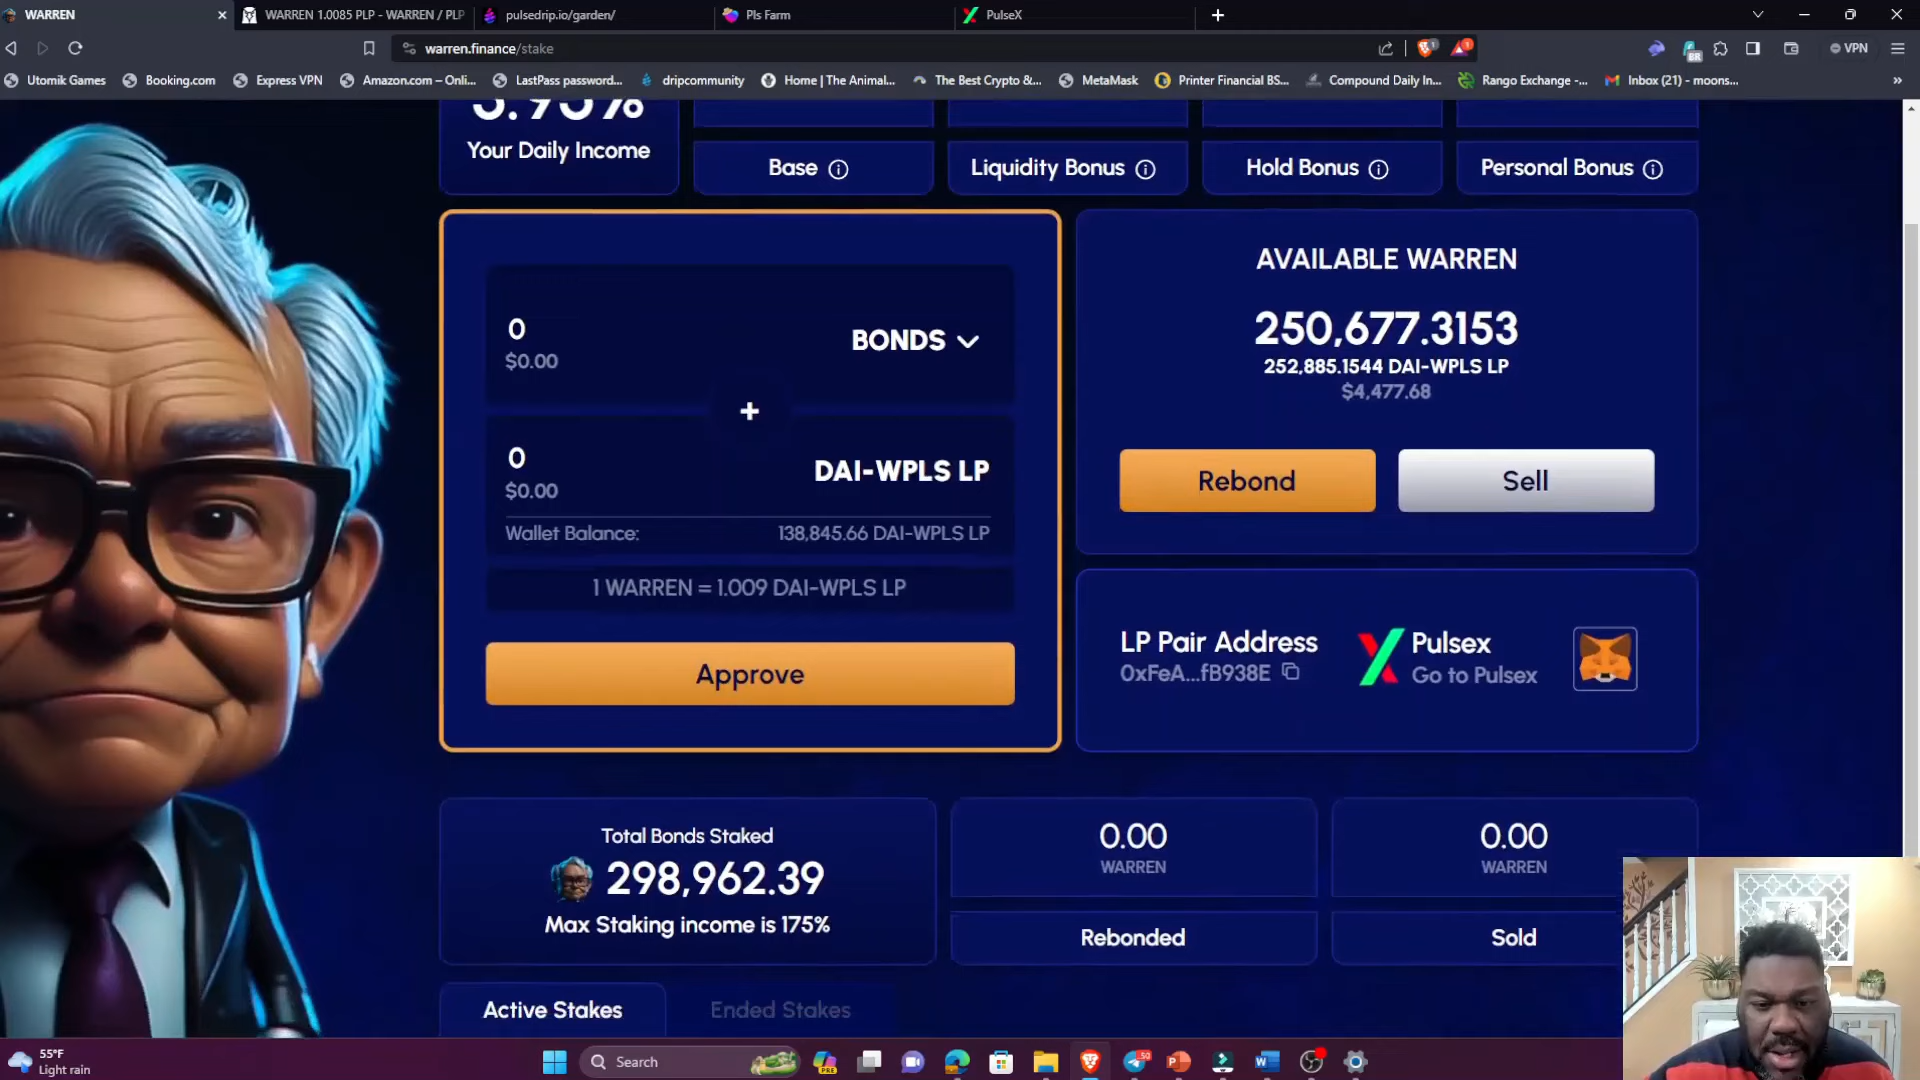 WARREN
WARREN 1.0085 PLP - WARREN / PLP
pulsedrip.io/garden/
Pls Farm
PulseX
warren.finance/stake
VPN
Utomik Games
Booking.com
Express VPN
Amazon.com – Onli...
LastPass password...
dripcommunity
Home | The Animal...
The Best Crypto &...
MetaMask
Printer Financial BS...
Compound Daily In...
Rango Exchange -...
Inbox (21) - moons...
Your Daily Income
Base
Liquidity Bonus
Hold Bonus
Personal Bonus
0
$0.00
BONDS
+
0
$0.00
DAI-WPLS LP
Wallet Balance:
138,845.66 DAI-WPLS LP
1 WARREN = 1.009 DAI-WPLS LP
Approve
AVAILABLE WARREN
250,677.3153
252,885.1544 DAI-WPLS LP
$4,477.68
Rebond
Sell
LP Pair Address
0xFeA...fB938E
Pulsex
Go to Pulsex
Total Bonds Staked
298,962.39
Max Staking income is 175%
0.00
WARREN
Rebonded
0.00
WARREN
Sold
Active Stakes
Ended Stakes
55°F
Light rain
Search
PRE
50